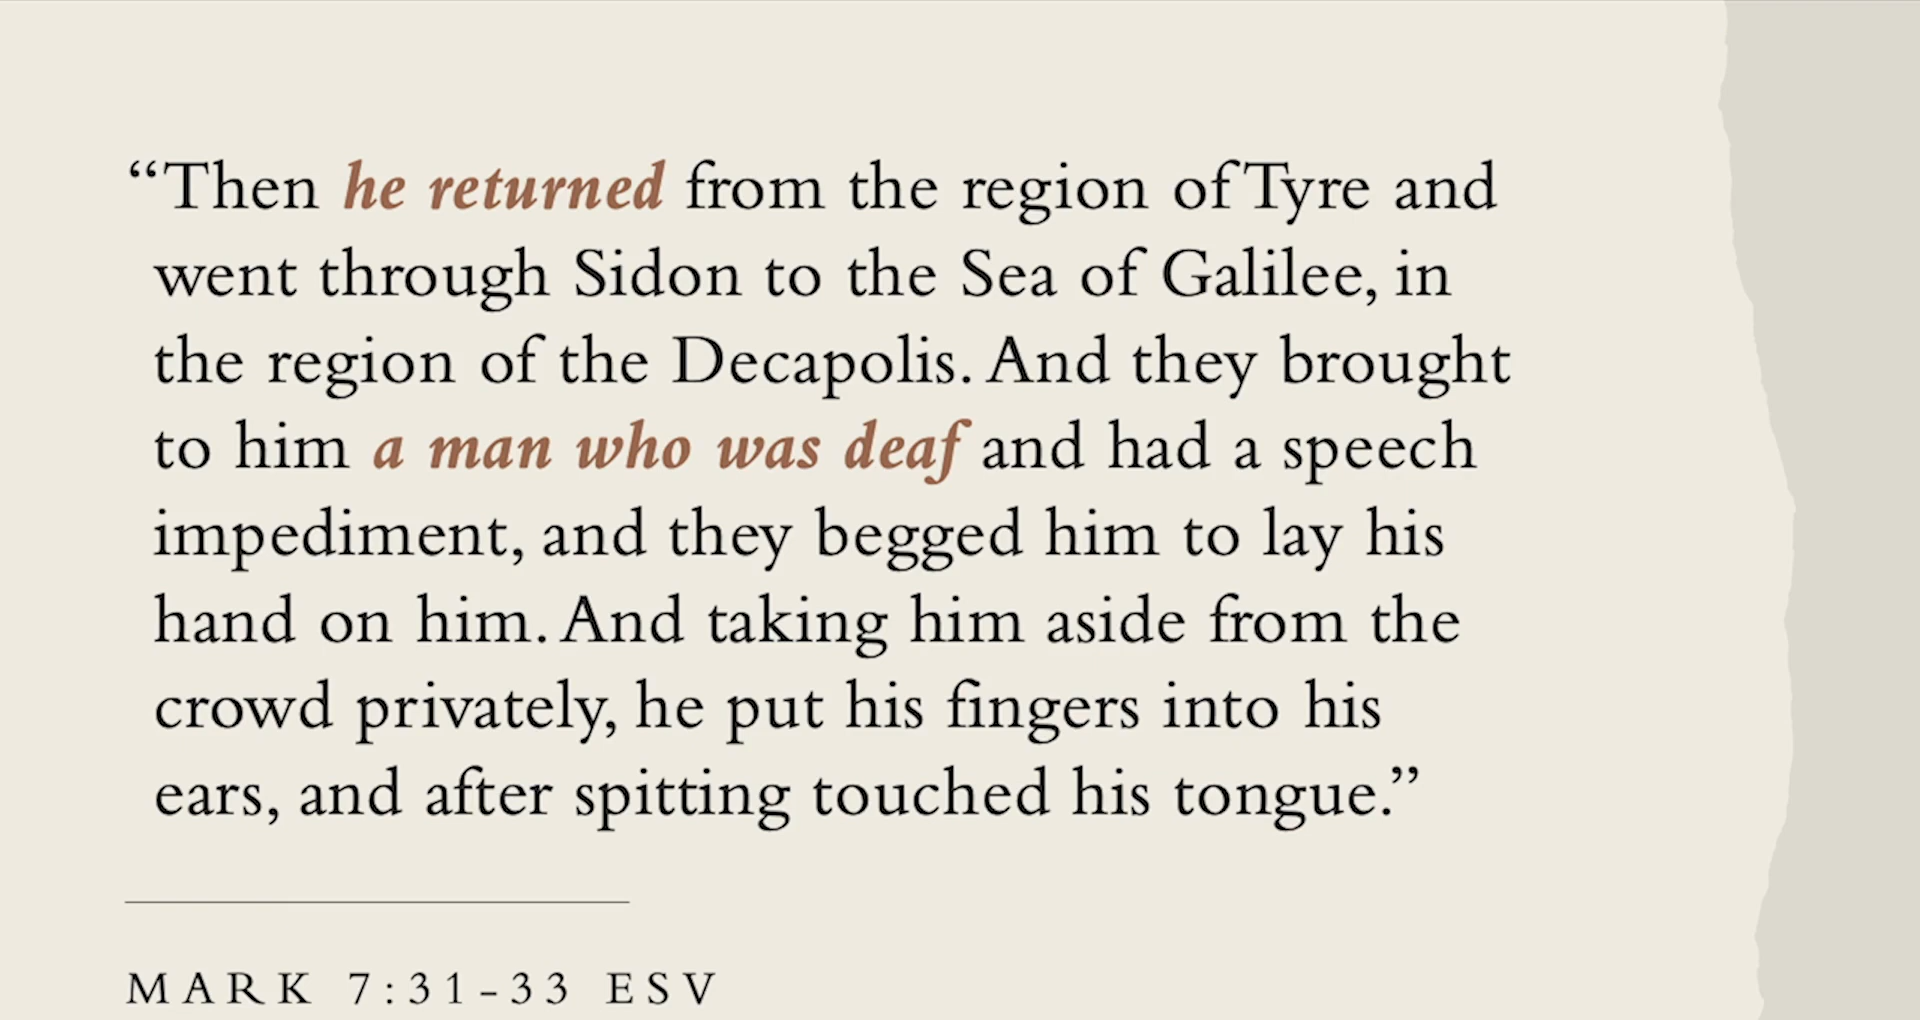 “Then he returned from the region of Tyre and
went through Sidon to the Sea of Galilee, in
the region of the Decapolis. And they brought
to him a man who was deaf and had a speech
impediment, and they begged him to lay his
hand on him. And taking him aside from the
crowd privately, he put his fingers into his
ears, and after spitting touched his tongue.”
MARK 7:31-33 ESV